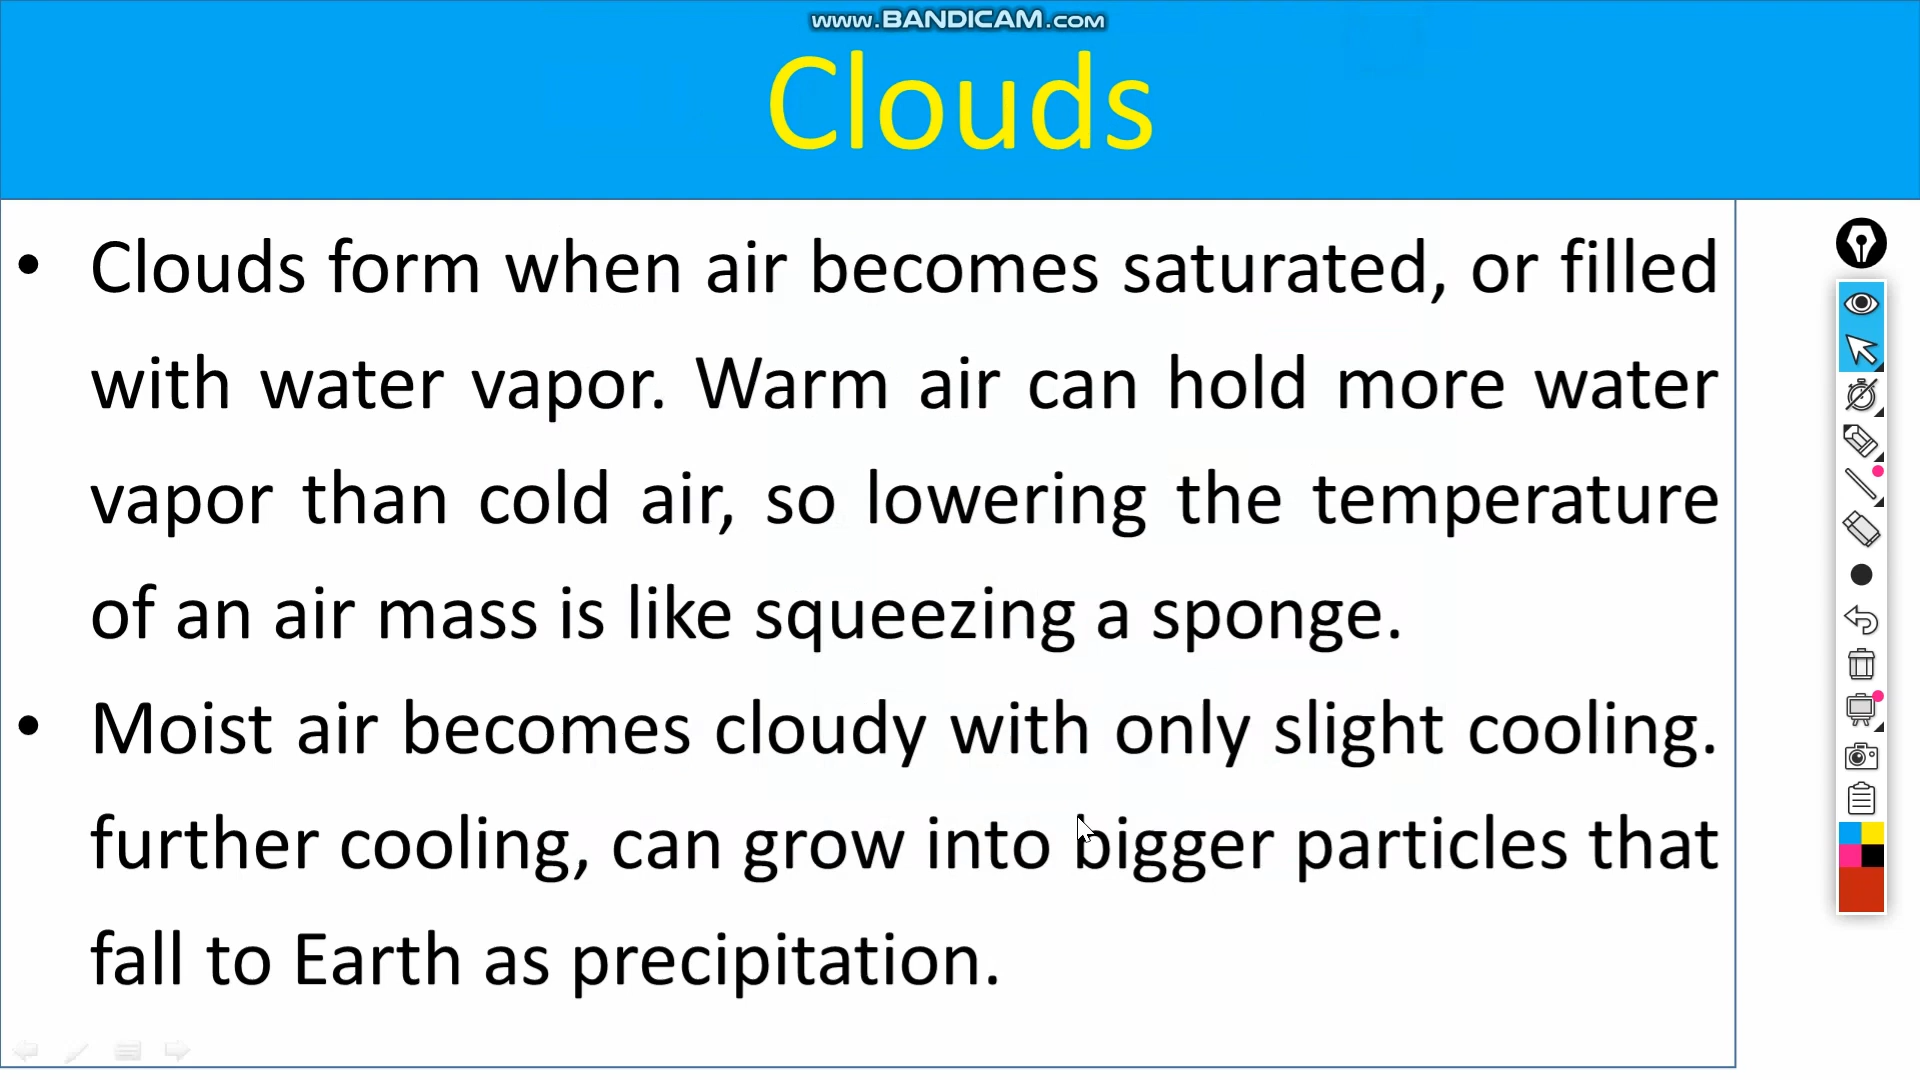 www.BANDICAM.com
Clouds
• Clouds form when air becomes saturated, or filled
with water vapor. Warm air can hold more water
vapor than cold air, so lowering the temperature
of an air mass is like squeezing a sponge.
• Moist air becomes cloudy with only slight cooling.
further cooling, can grow into bigger particles that
fall to Earth as precipitation.